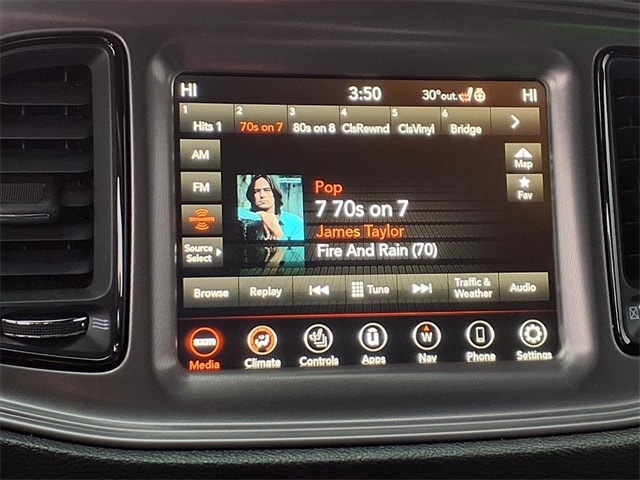 HI 3:50 30°out. HI
1 2 3 4 5 6
Hits 1 70s on 7 80s on 8 ClsRewnd ClsVinyl Bridge
AM
FM
Source
Select
Map
Fav
Pop
7 70s on 7
James Taylor
Fire And Rain (70)
Browse Replay Tune Traffic & Weather Audio
sxm W
Media Climate Controls Apps Nav Phone Settings